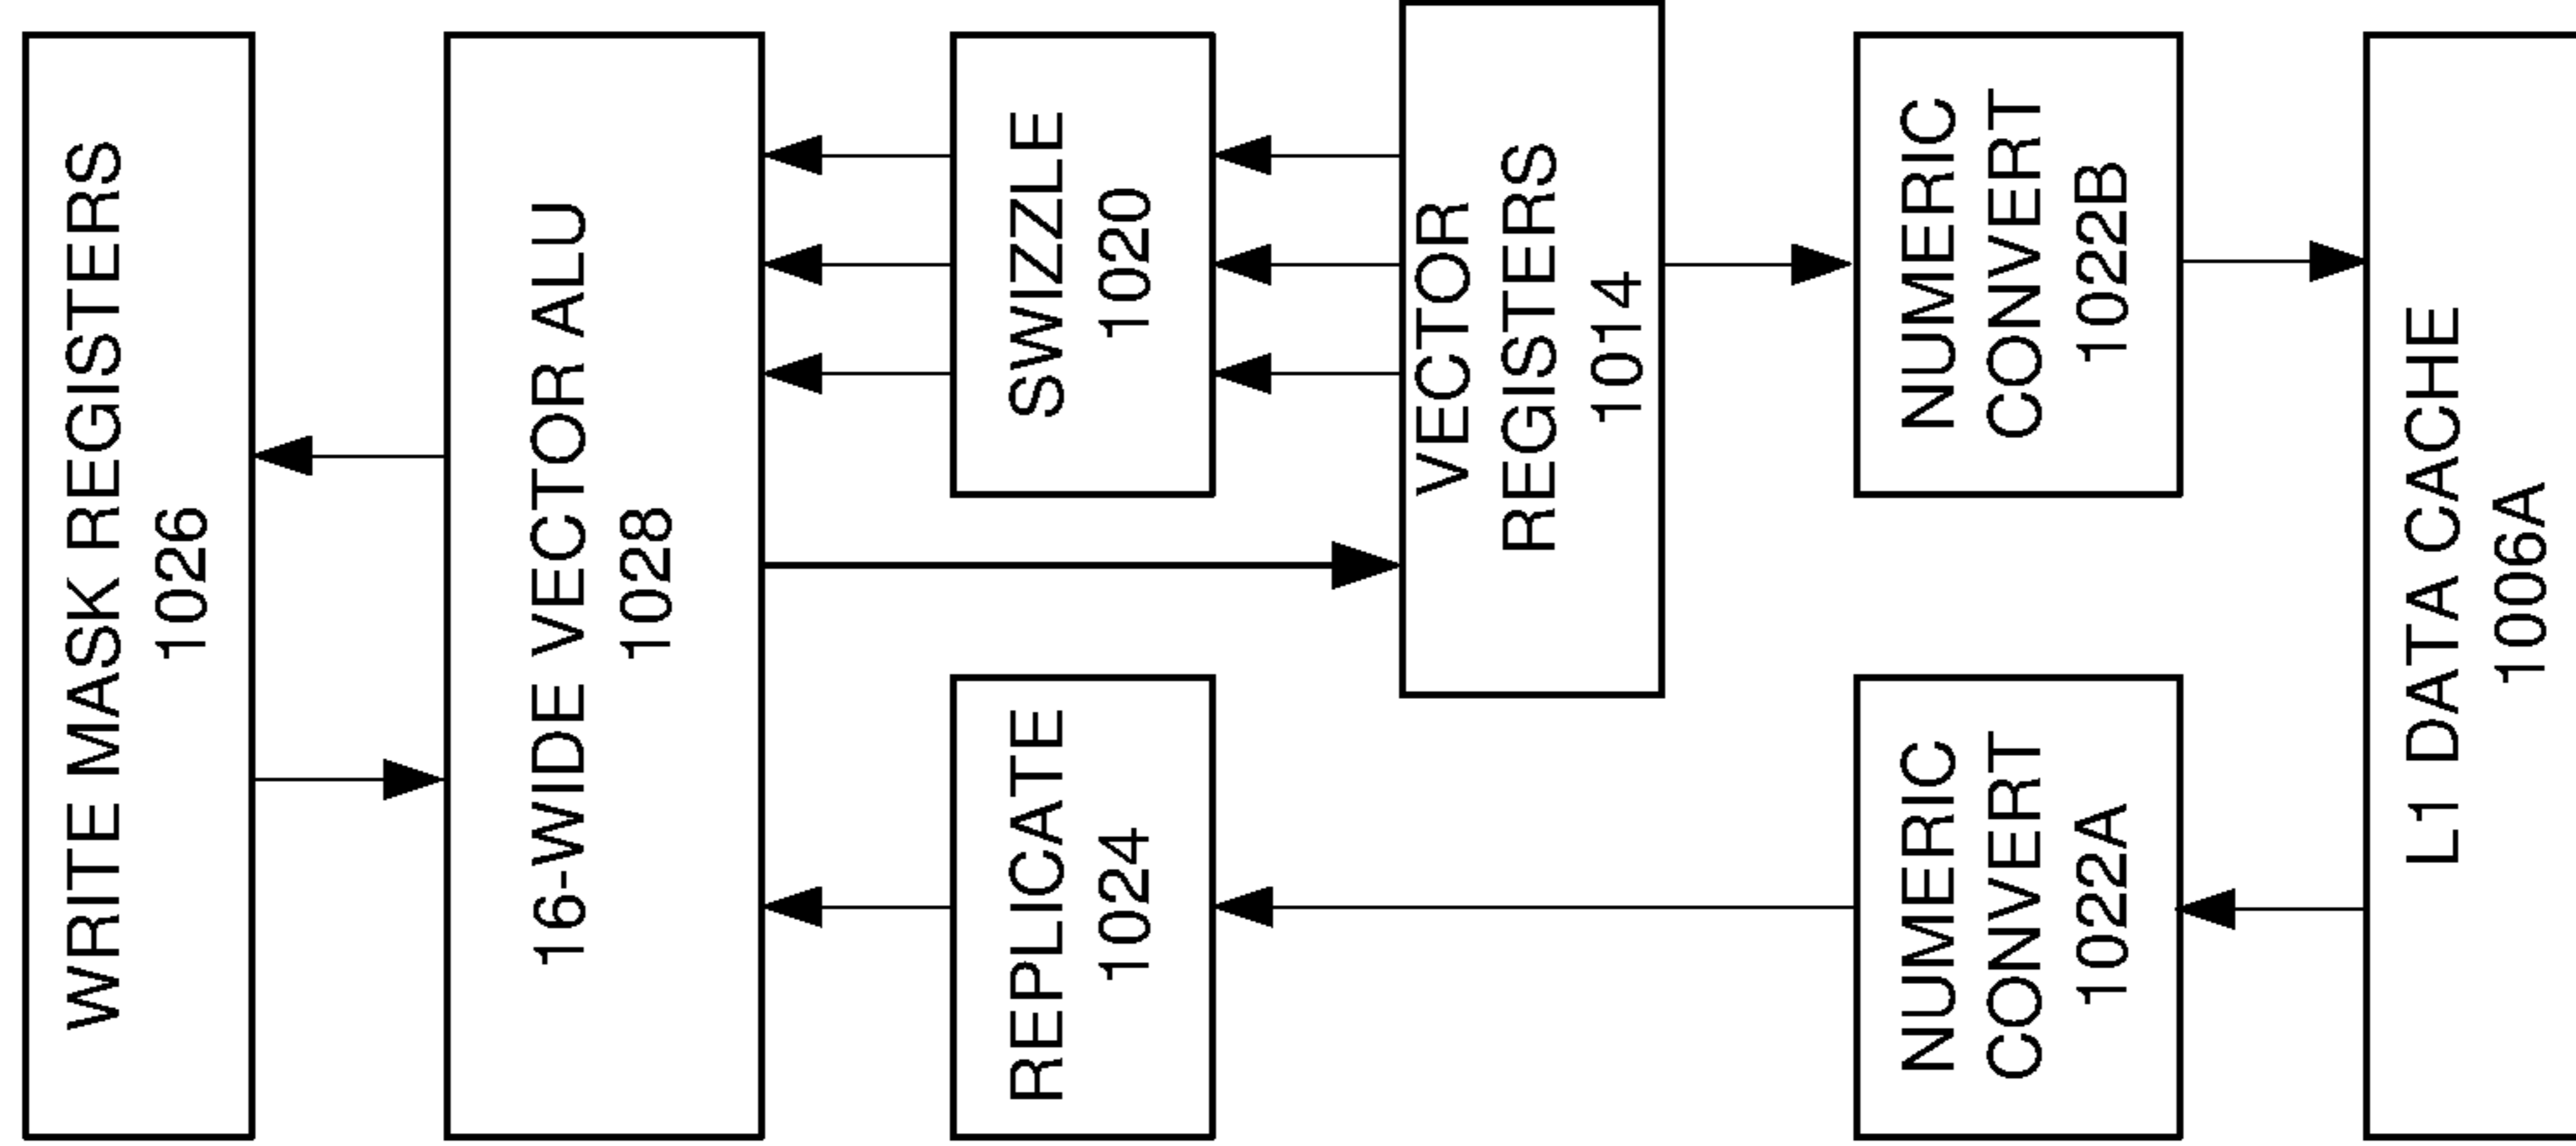 WRITE MASK REGISTERS
1026
16-WIDE VECTOR ALU
1028
REPLICATE
1024
SWIZZLE
1020
VECTOR
REGISTERS
1014
NUMERIC
CONVERT
1022A
NUMERIC
CONVERT
1022B
L1 DATA CACHE
1006A